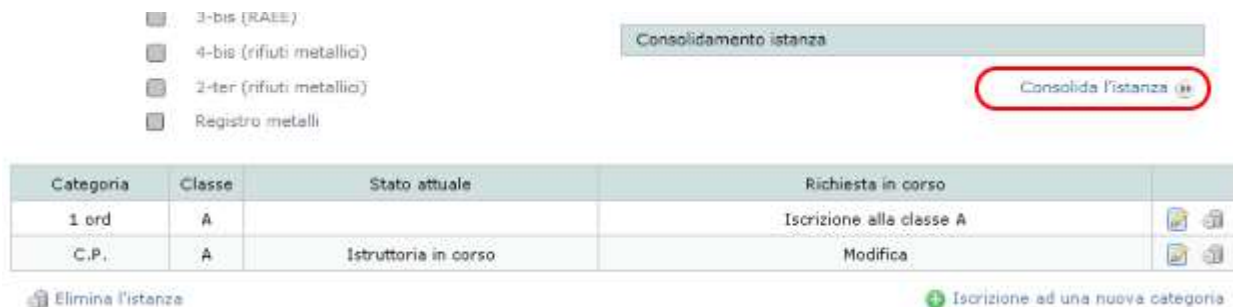 3-bis (RAEE)
4-bis (rifiuti metallici)
2-ter (rifiuti metallici)
Registro metalli
Consolidamento istanza
Consolida l'istanza
Categoria Classe Stato attuale Richiesta in corso
1 ord A Iscrizione alla classe A
C.P. A Istruttoria in corso Modifica
Elimina l'istanza
Iscrizione ad una nuova categoria